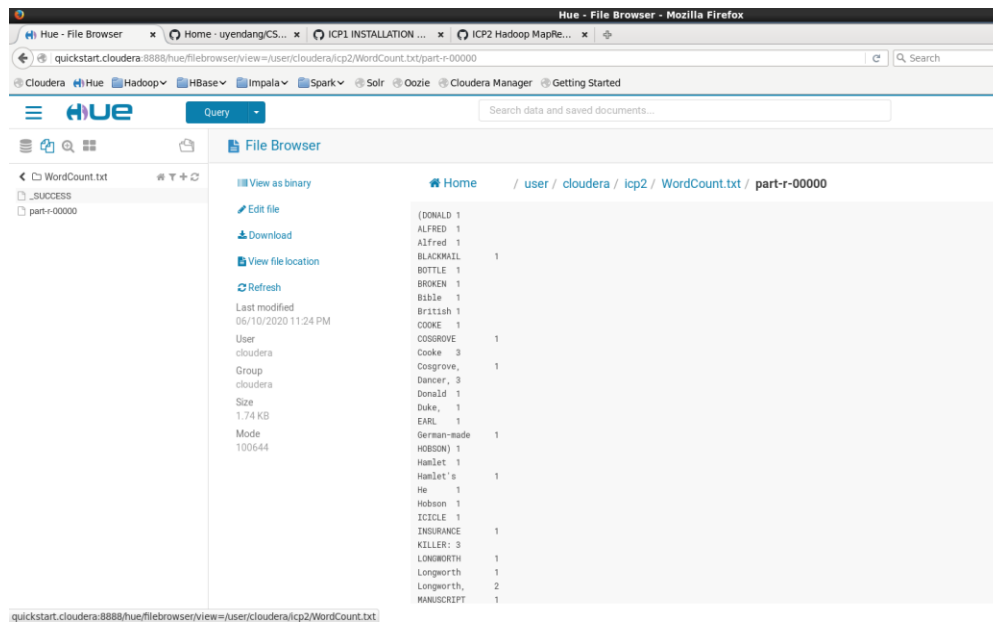 Hue - File Browser - Mozilla Firefox
Hue - File Browser x Home - uyendang/CS... x ICP1 INSTALLATION ... x ICP2 Hadoop MapRe... x
quickstart.cloudera:8888/hue/filebrowser/view=/user/cloudera/icp2/WordCount.txt/part-r-00000 Search
Cloudera Hue Hadoop HBase Impala Spark Solr Oozie Cloudera Manager Getting Started
HUE Query Search data and saved documents...
File Browser
WordCount.txt
_SUCCESS
part-r-00000
View as binary
Edit file
Download
View file location
Refresh
Last modified
06/10/2020 11:24 PM
User
cloudera
Group
cloudera
Size
1.74 KB
Mode
100644
Home / user / cloudera / icp2 / WordCount.txt / part-r-00000
(DONALD 1
ALFRED 1
Alfred 1
BLACKMAIL 1
BOTTLE 1
BROKEN 1
Bible 1
British 1
COOKE 1
COSGROVE 1
Cooke 3
Cosgrove, 1
Dancer, 3
Donald 1
Duke, 1
EARL 1
German-made 1
HOBSON) 1
Hamlet 1
Hamlet's 1
He 1
Hobson 1
ICICLE 1
INSURANCE 1
KILLER: 3
LONGWORTH 1
Longworth 1
Longworth, 2
MANUSCRIPT 1
quickstart.cloudera:8888/hue/filebrowser/view=/user/cloudera/icp2/WordCount.txt